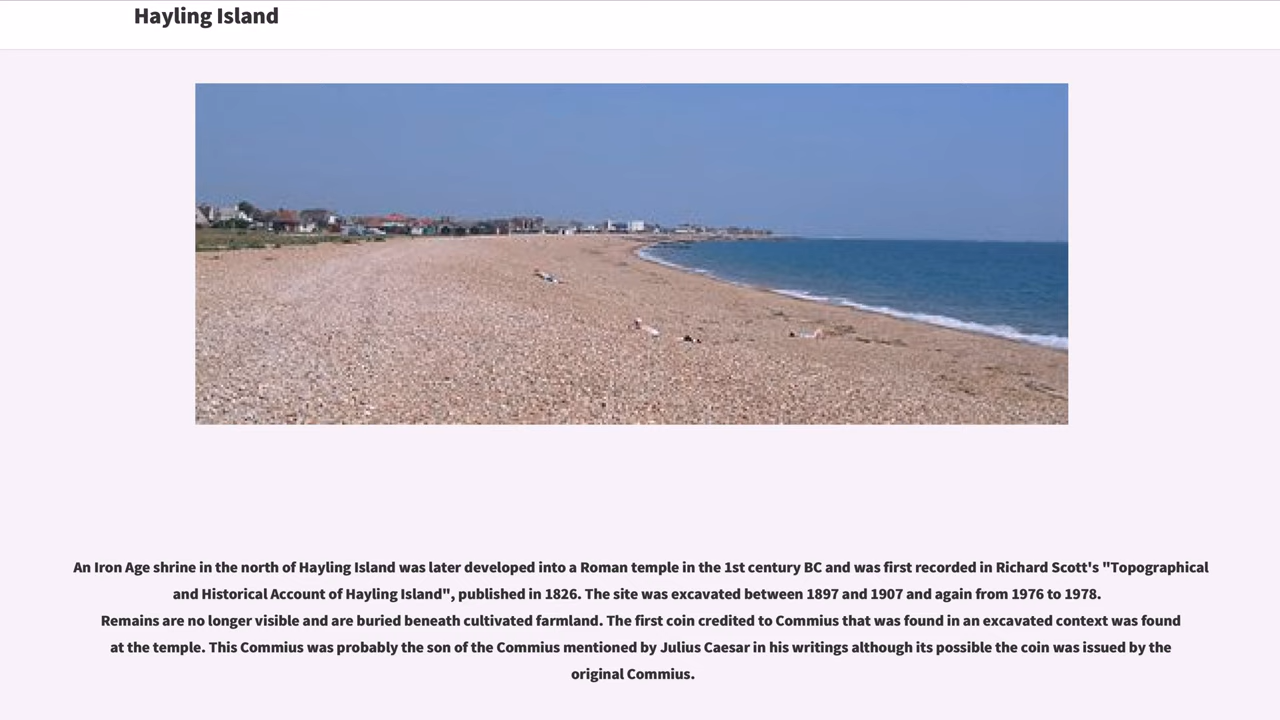 Hayling Island
An Iron Age shrine in the north of Hayling Island was later developed into a Roman temple in the 1st century BC and was first recorded in Richard Scott's "Topographical
and Historical Account of Hayling Island", published in 1826. The site was excavated between 1897 and 1907 and again from 1976 to 1978.
Remains are no longer visible and are buried beneath cultivated farmland. The first coin credited to Commius that was found in an excavated context was found
at the temple. This Commius was probably the son of the Commius mentioned by Julius Caesar in his writings although its possible the coin was issued by the
original Commius.